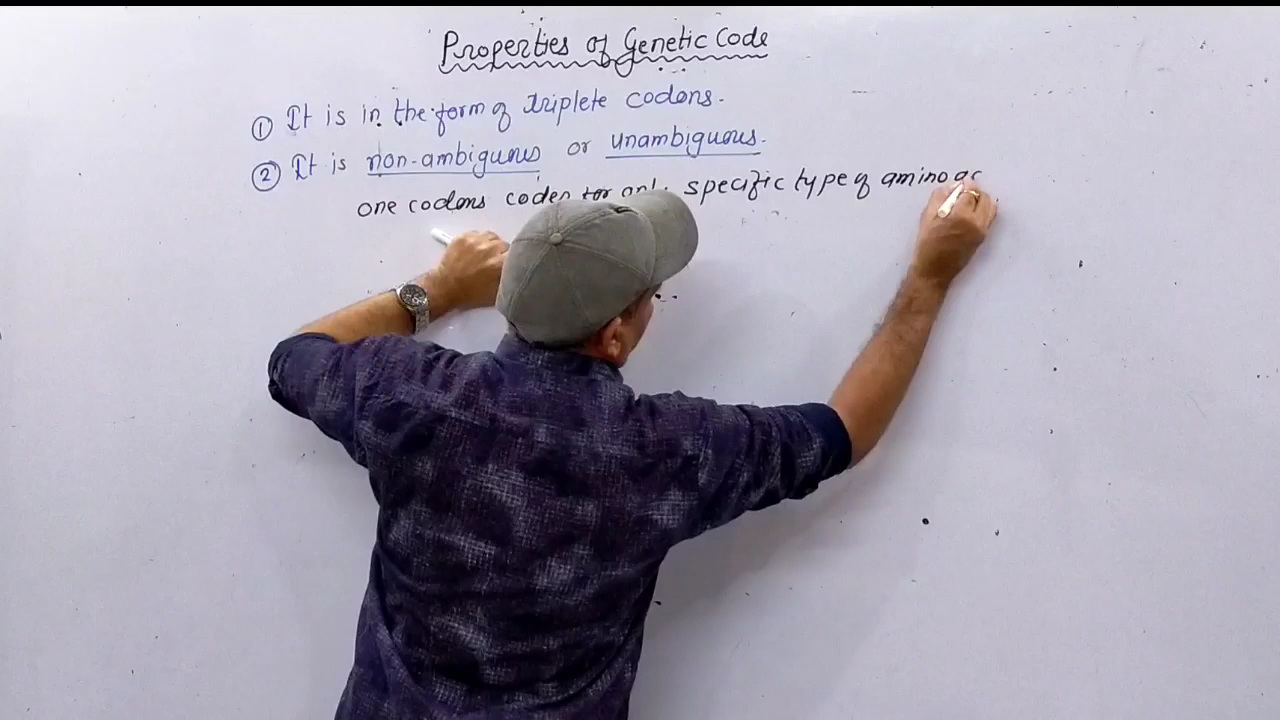 Properties of Genetic Code
① It is in the form of triplete codons.
② It is non-ambiguous or unambiguous.
one codons codes for only specific type of amino ac